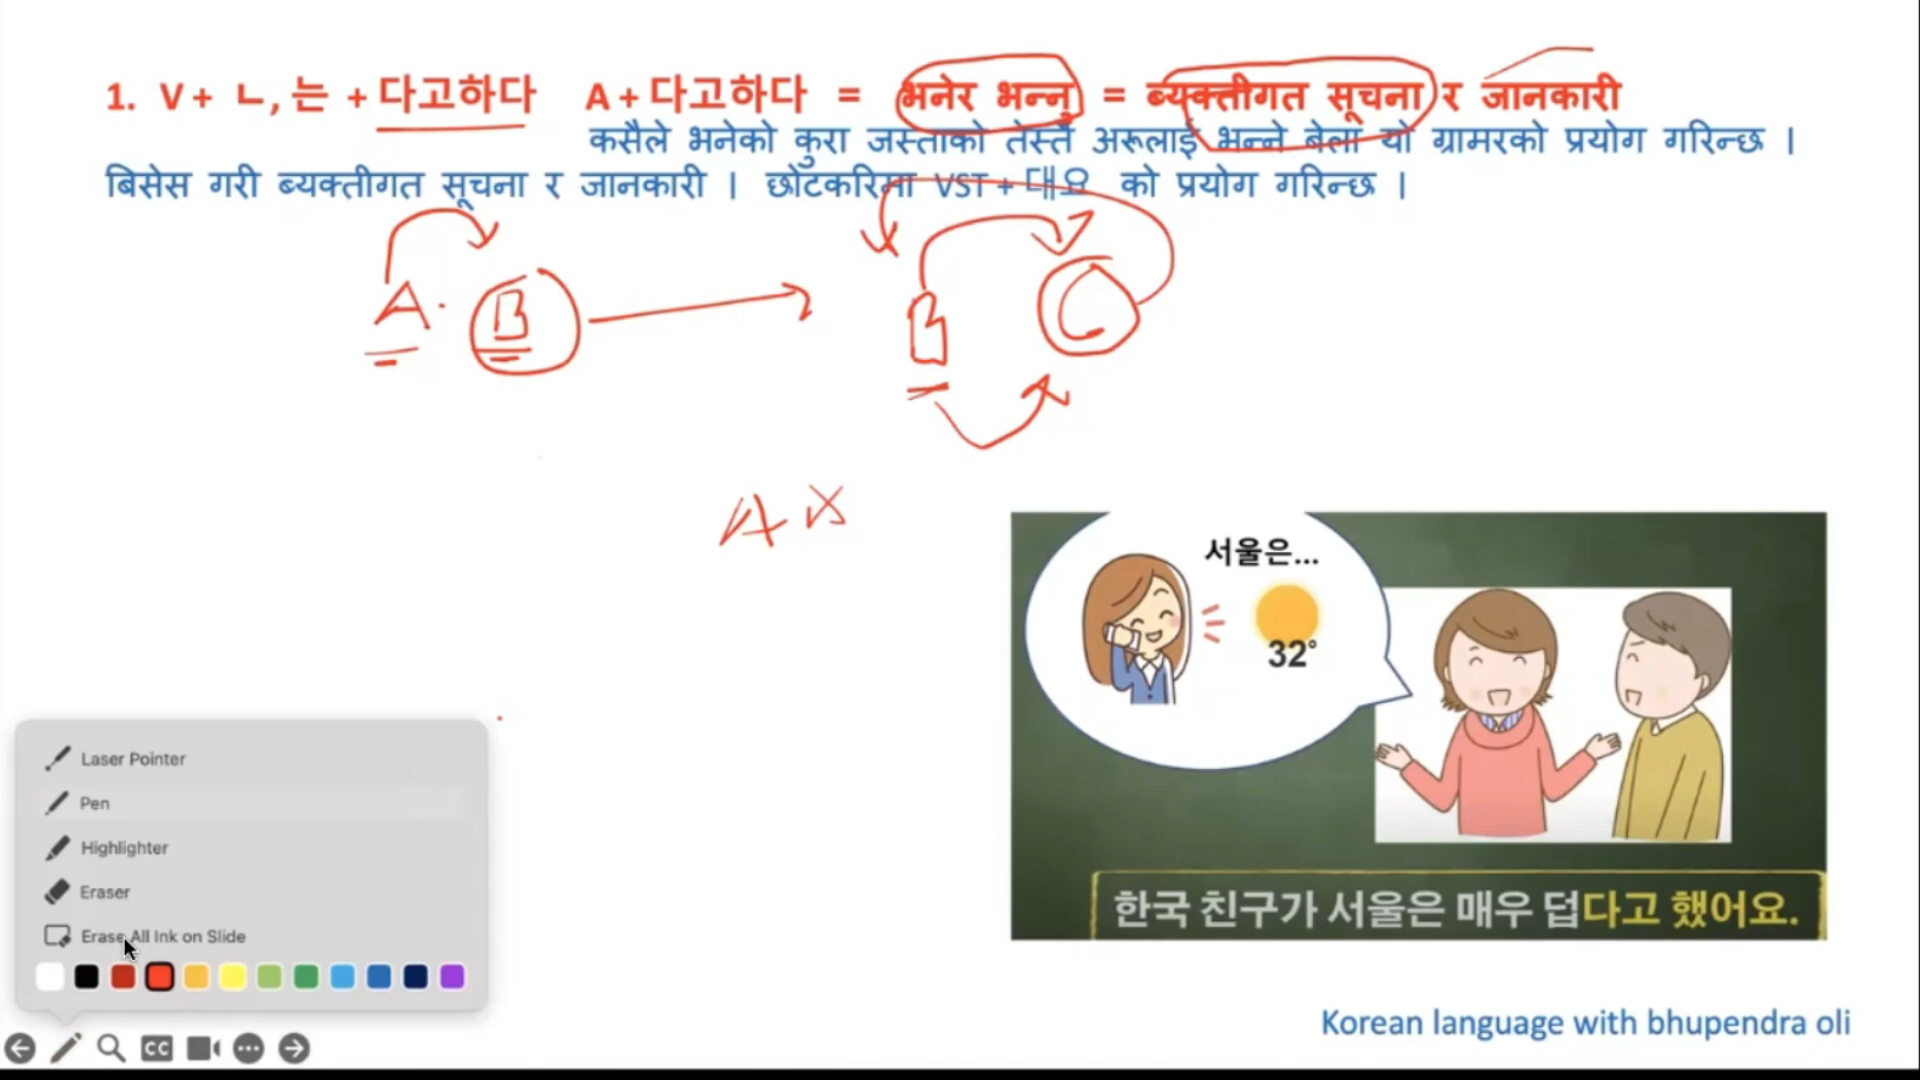 1. V + ㄴ, 는 + 다고하다 A + 다고하다 = भनेर भन्नु = ब्यक्तीगत सूचना र जानकारी
कसैले भनेको कुरा जस्ताको तेस्तै अरूलाई भन्ने बेला यो ग्रामरको प्रयोग गरिन्छ ।
बिसेस गरी ब्यक्तीगत सूचना र जानकारी । छोटकरिमा VST + 대요 को प्रयोग गरिन्छ ।
A. B B C
A X
서울은...
32°
한국 친구가 서울은 매우 덥다고 했어요.
Laser Pointer
Pen
Highlighter
Eraser
Erase All Ink on Slide
CC
Korean language with bhupendra oli